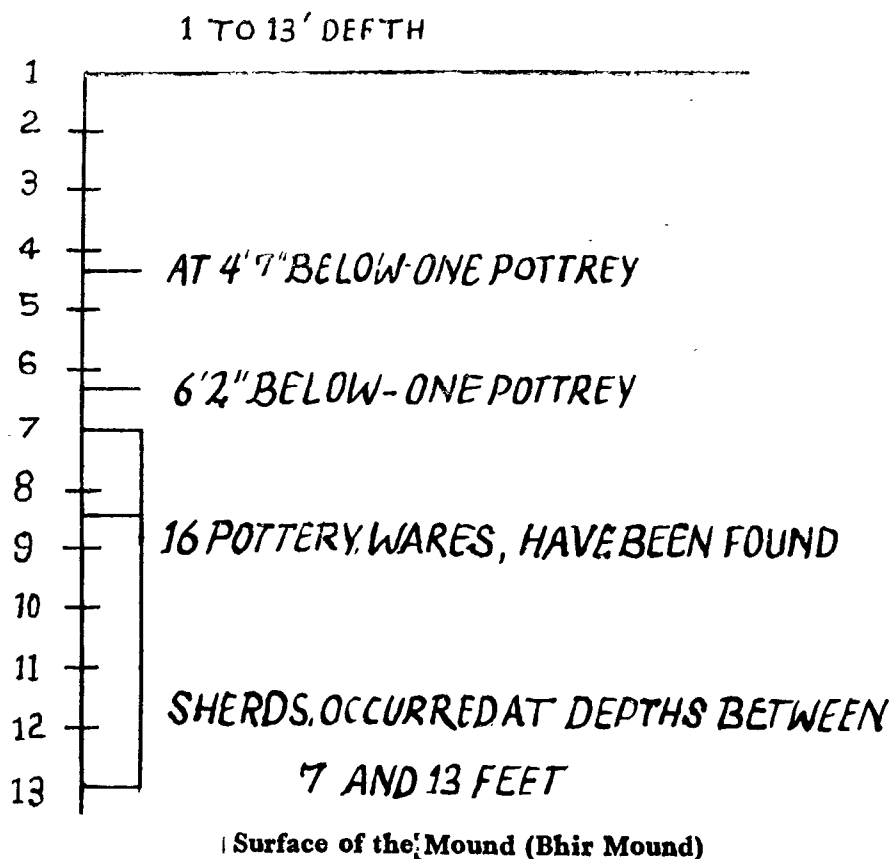 1 TO 13' DEFTH
1
2
3
4
AT 4'7" BELOW-ONE POTTREY
5
6
6'2" BELOW-ONE POTTREY
7
8
9
16 POTTERY. WARES, HAVE BEEN FOUND
10
11
12
SHERDS. OCCURRED AT DEPTHS BETWEEN
7 AND 13 FEET
13
Surface of the Mound (Bhir Mound)